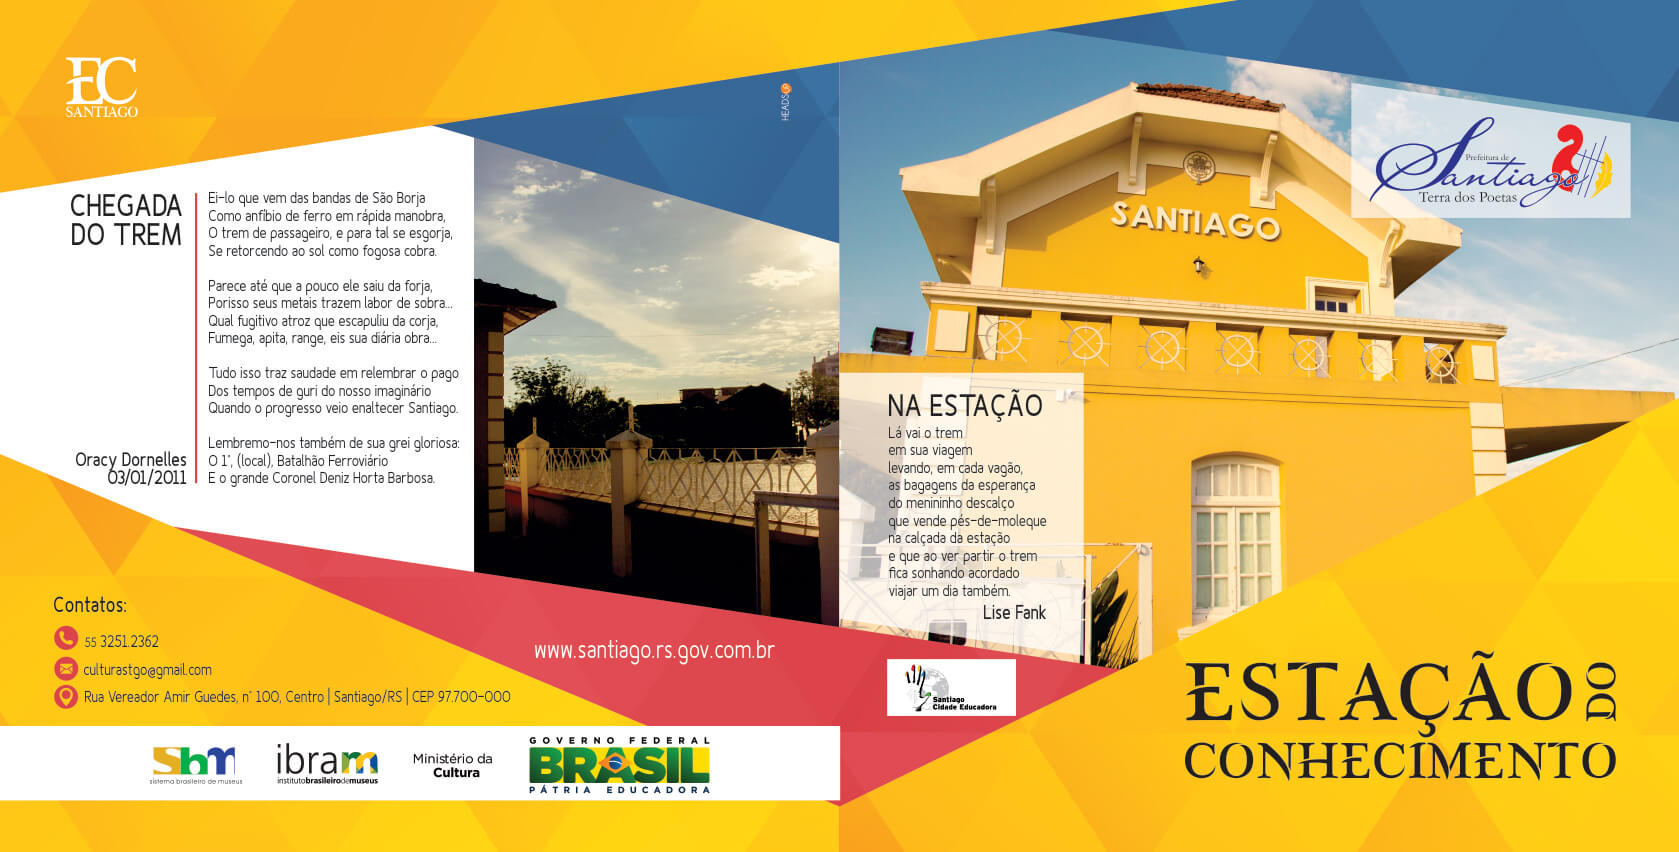 EC
SANTIAGO
CHEGADA
DO TREM
Ei-lo que vem das bandas de São Borja
Como anfíbio de ferro em rápida manobra,
O trem de passageiro, e para tal se esgorja,
Se retorcendo ao sol como fogosa cobra.
Parece até que a pouco ele saiu da forja,
Porisso seus metais trazem labor de sobra...
Qual fugitivo atroz que escapuliu da corja,
Fumega, apita, range, eis sua diária obra...
Tudo isso traz saudade em relembrar o pago
Dos tempos de guri do nosso imaginário
Quando o progresso veio enaltecer Santiago.
Lembremo-nos também de sua grei gloriosa:
O 1°, (local), Batalhão Ferroviário
E o grande Coronel Deniz Horta Barbosa.
Oracy Dornelles
03/01/2011
Contatos:
55 3251.2362
culturastgo@gmail.com
Rua Vereador Amir Guedes, n° 100, Centro | Santiago/RS | CEP 97.700-000
www.santiago.rs.gov.com.br
sbm
sistema brasileiro de museus
ibram
institutobrasileirodemuseus
Ministério da
Cultura
GOVERNO FEDERAL
BRASIL
PÁTRIA EDUCADORA
HEADSUP
SANTIAGO
Prefeitura de
Santiago
Terra dos Poetas
NA ESTAÇÃO
Lá vai o trem
em sua viagem
levando, em cada vagão,
as bagagens da esperança
do menininho descalço
que vende pés-de-moleque
na calçada da estação
e que ao ver partir o trem
fica sonhando acordado
viajar um dia também.
Lise Fank
Santiago
Cidade Educadora
ESTAÇÃO DO
CONHECIMENTO